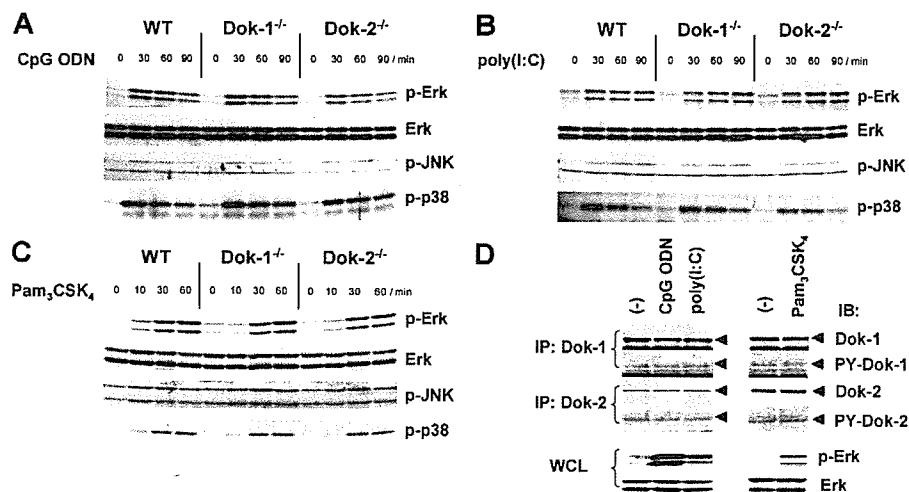 A
WT Dok-1-/- Dok-2-/-
CpG ODN 0 30 60 90 0 30 60 90 0 30 60 90 / min
p-Erk
Erk
p-JNK
p-p38
B
WT Dok-1-/- Dok-2-/-
poly(I:C) 0 30 60 90 0 30 60 90 0 30 60 90 / min
p-Erk
Erk
p-JNK
p-p38
C
WT Dok-1-/- Dok-2-/-
Pam3CSK4 0 10 30 60 0 10 30 60 0 10 30 60 / min
p-Erk
Erk
p-JNK
p-p38
D
(-) CpG ODN poly(I:C) (-) Pam3CSK4 IB:
IP: Dok-1 Dok-1
PY-Dok-1
IP: Dok-2 Dok-2
PY-Dok-2
WCL p-Erk
Erk